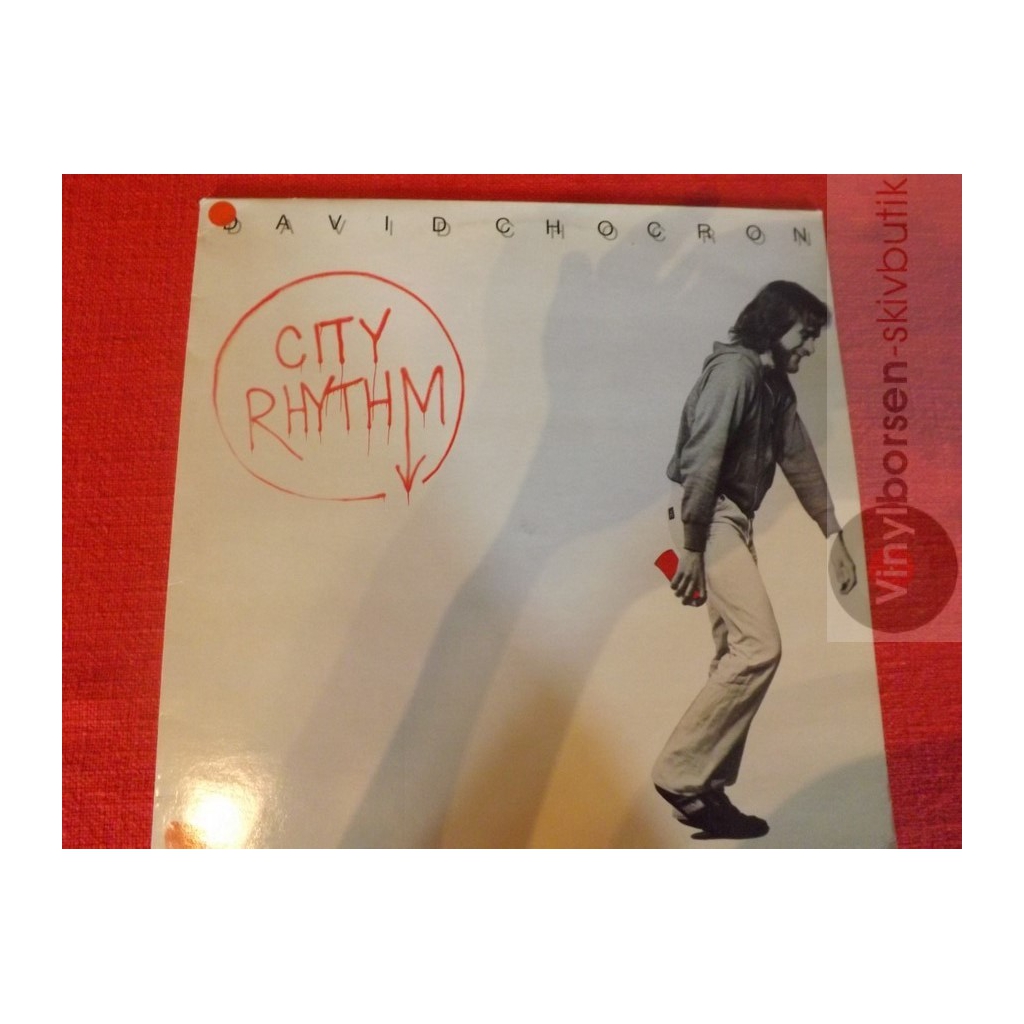 DAVID CHOCRON
CITY
RHYTHM
Vinylborsen-skivbutik